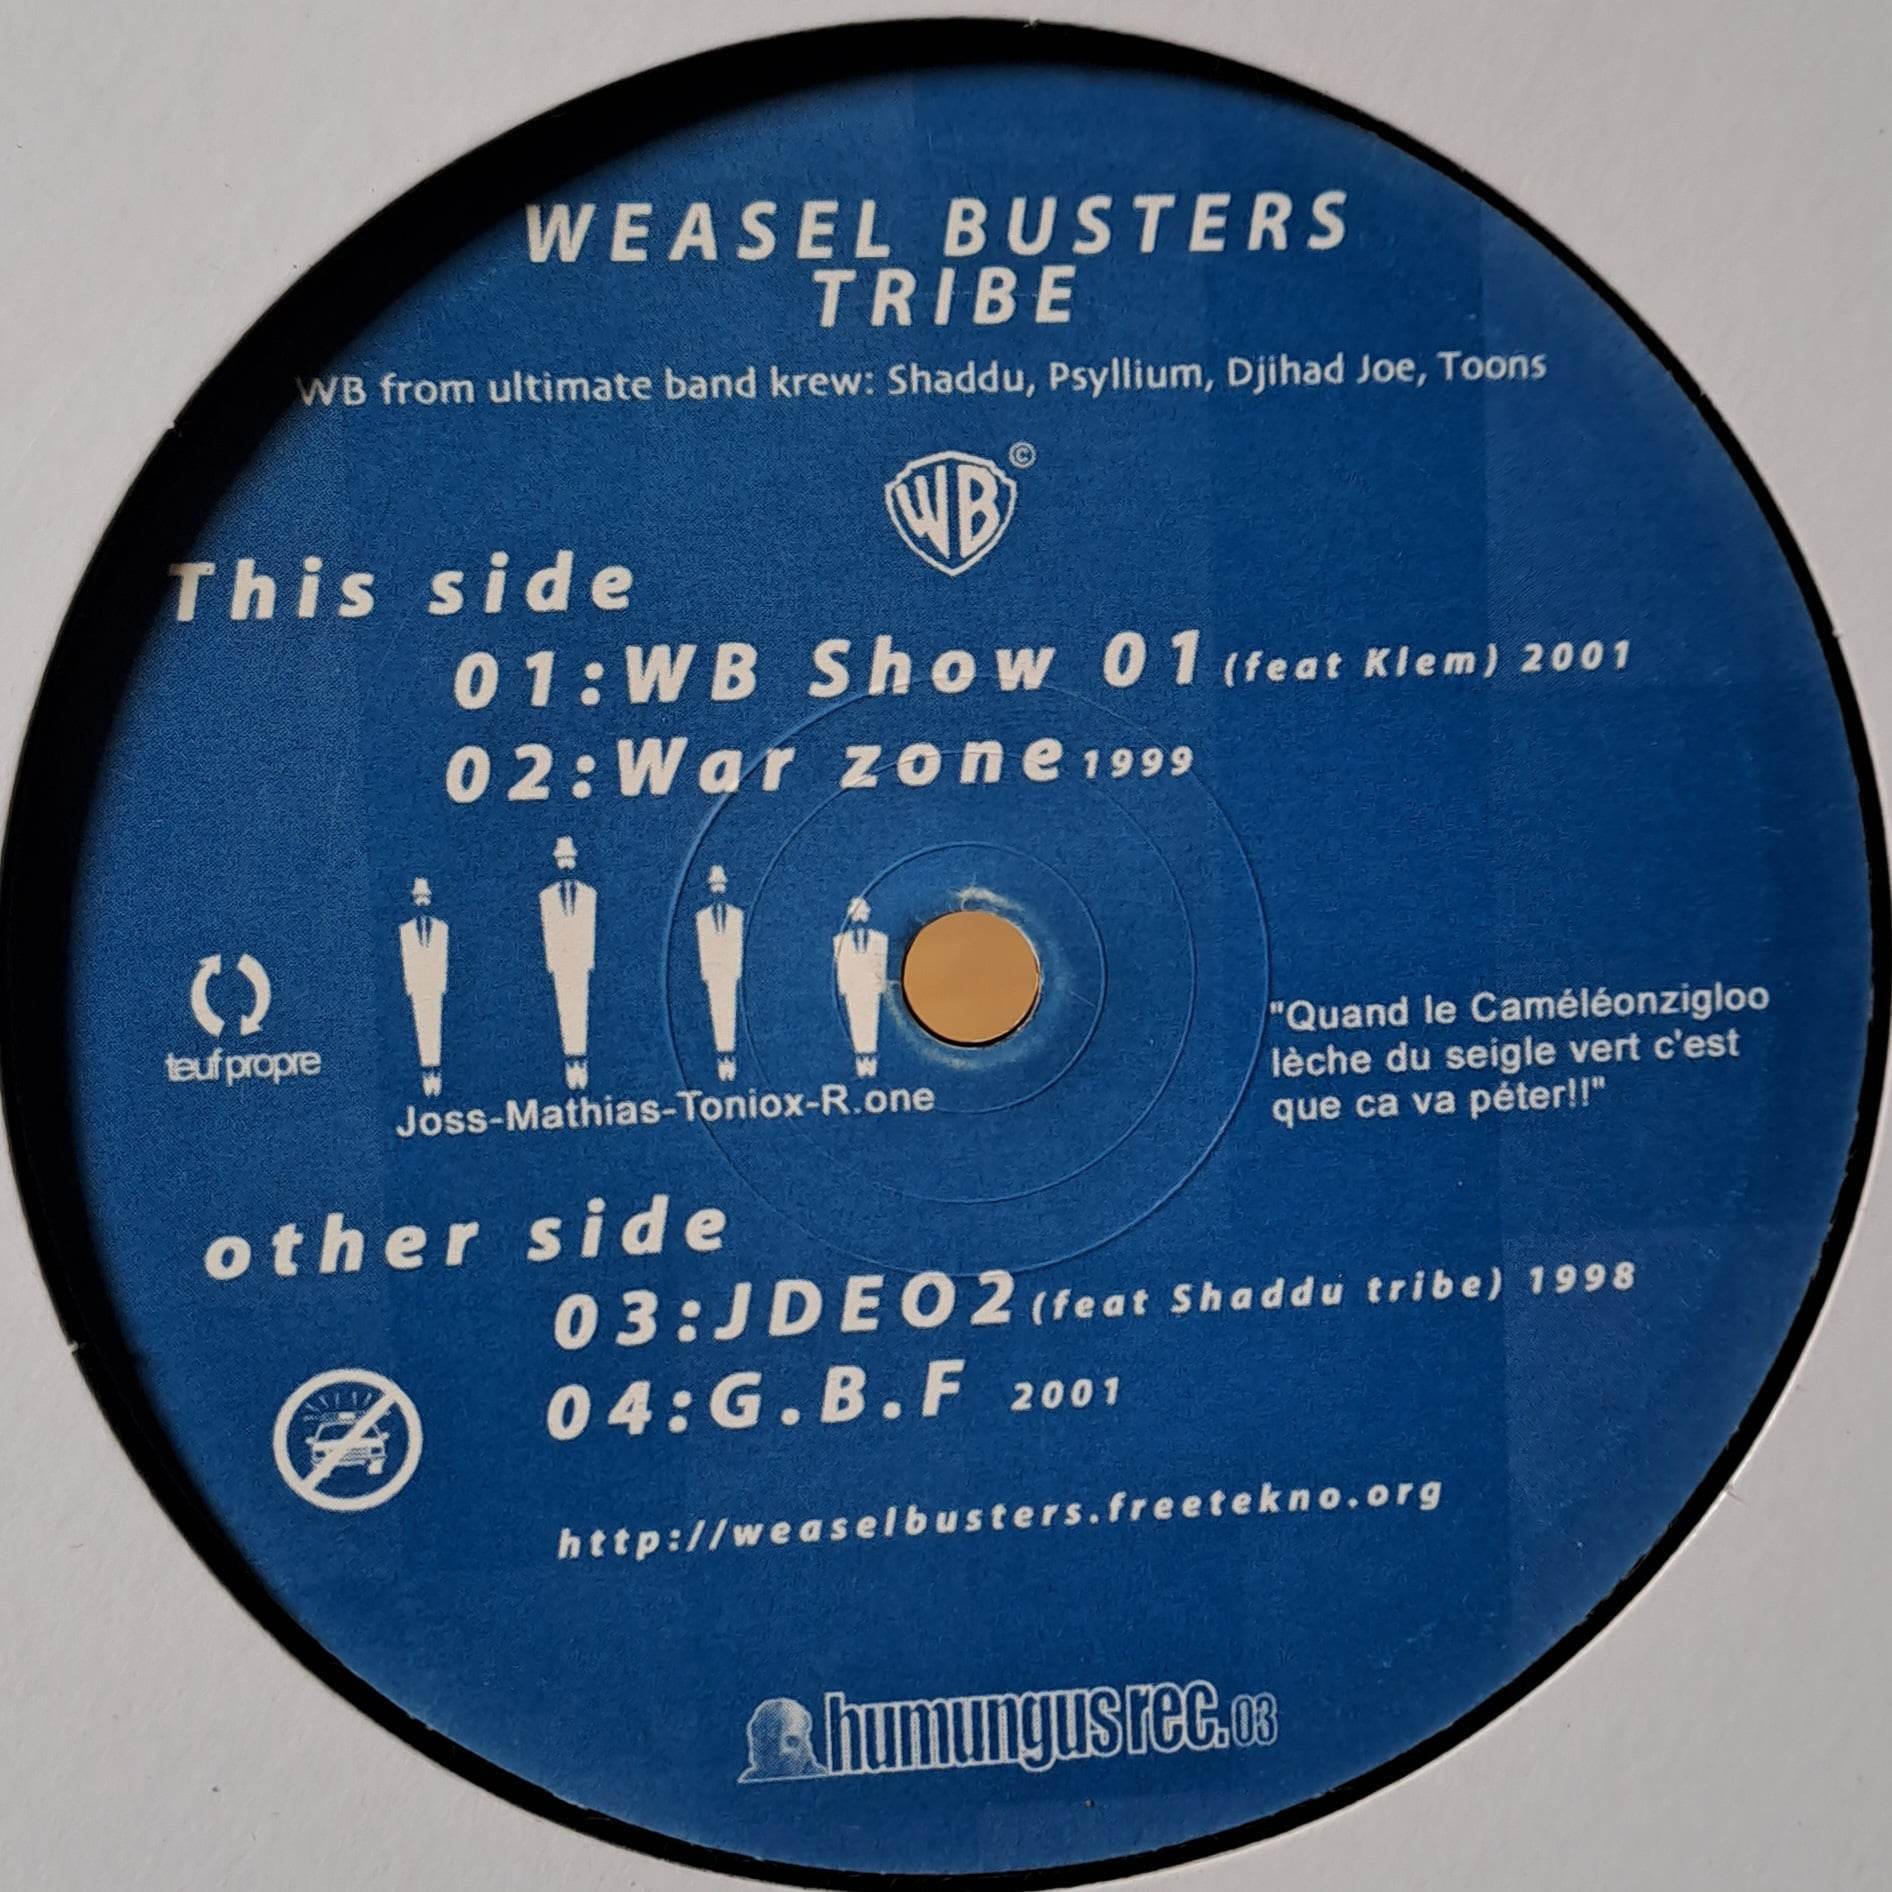 WEASEL BUSTERS
TRIBE
WB from ultimate band krew: Shaddu, Psyllium, Djihad Joe, Toons
WB ©
This side
01:WB Show 01 (feat Klem) 2001
02:War zone 1999
teuf propre
Joss-Mathias-Toniox-R.one
"Quand le Caméléonzigloo
lèche du seigle vert c'est
que ca va péter!!"
other side
03:JDEO2 (feat Shaddu tribe) 1998
04:G.B.F 2001
http://weaselbusters.freetekno.org
humungus rec. 03